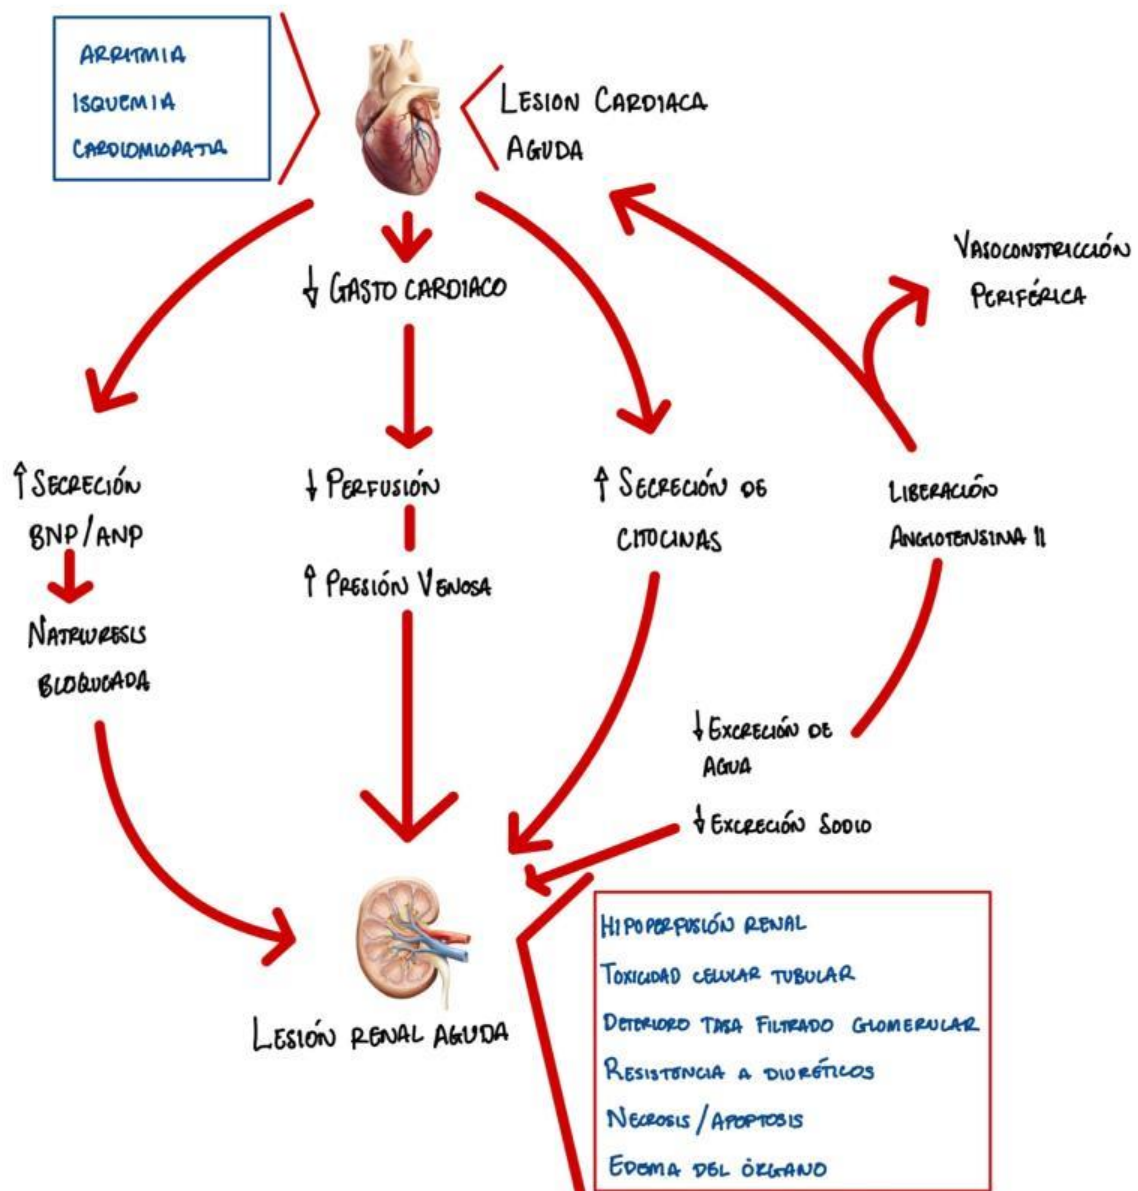 ARRITMIA
ISQUEMIA
CARDIOMIOPATIA
LESION CARDIACA
AGUDA
↓ GASTO CARDIACO
VASOCONSTRICCIÓN
PERIFÉRICA
↑ SECRECIÓN
BNP/ANP
↓ PERFUSIÓN
↑ SECRECIÓN DE
CITOCINAS
LIBERACIÓN
ANGIOTENSINA II
↑ PRESIÓN VENOSA
NATRIURESIS
BLOQUEADA
↓ EXCRECIÓN DE
AGUA
↓ EXCRECIÓN SODIO
LESIÓN RENAL AGUDA
HIPOPERFUSIÓN RENAL
TOXICIDAD CELULAR TUBULAR
DETERIORO TASA FILTRADO GLOMERULAR
RESISTENCIA A DIURÉTICOS
NECROSIS/APOPTOSIS
EDEMA DEL ÓRGANO